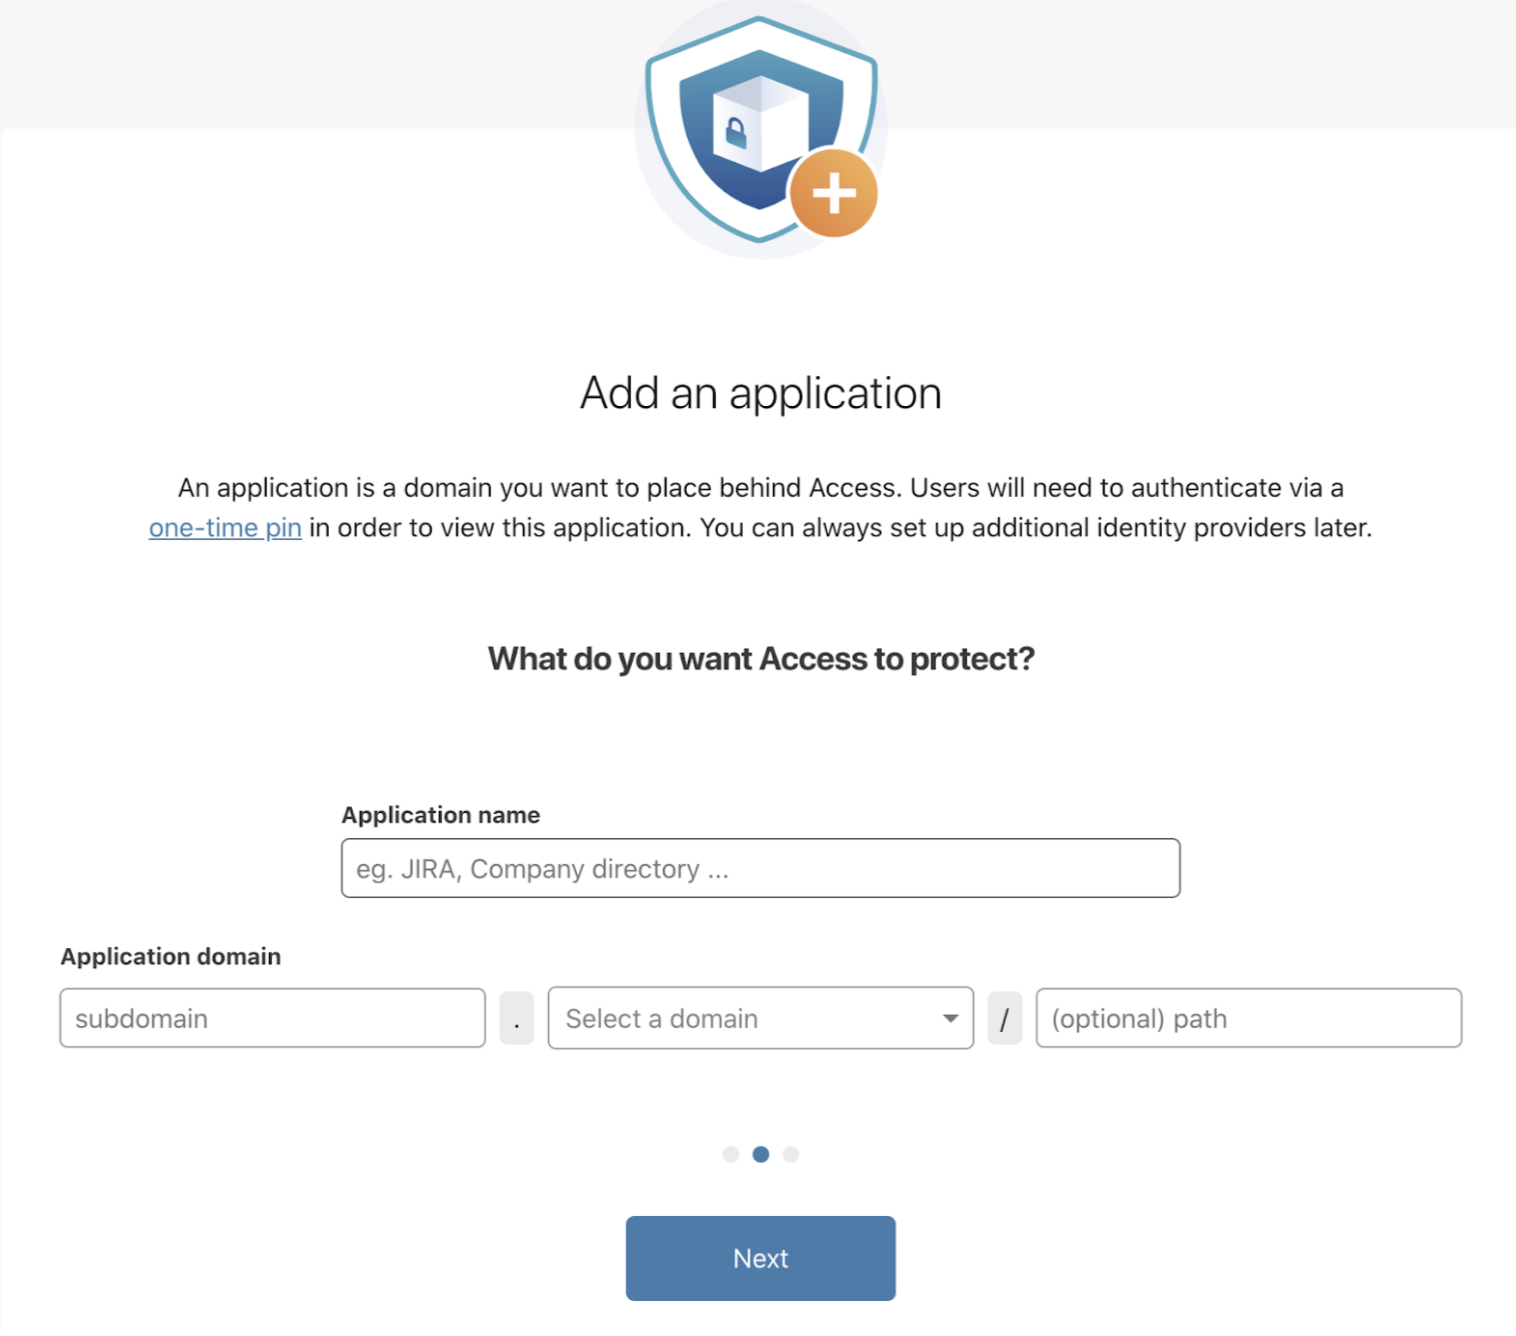 Add an application
An application is a domain you want to place behind Access. Users will need to authenticate via a
one-time pin in order to view this application. You can always set up additional identity providers later.
What do you want Access to protect?
Application name
eg. JIRA, Company directory ...
Application domain
subdomain . Select a domain / (optional) path
Next